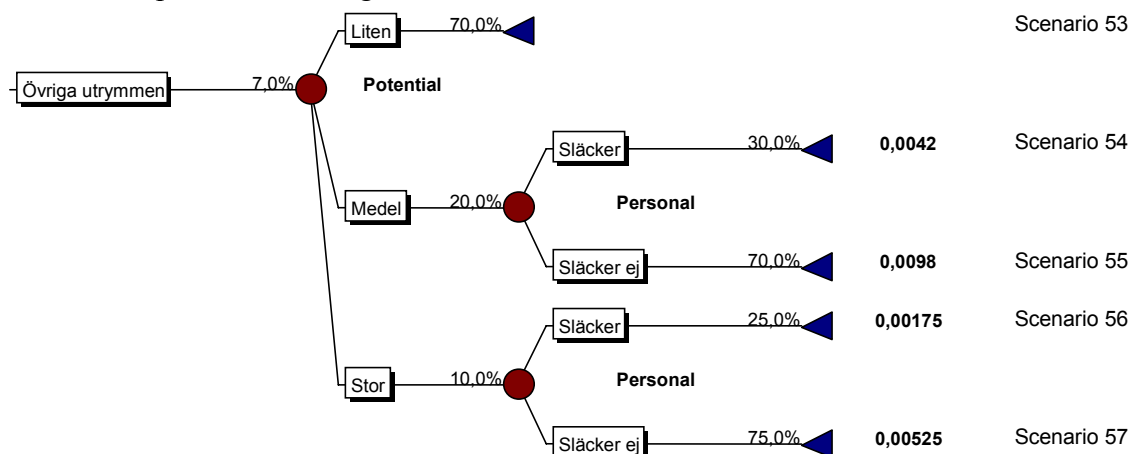 Liten 70,0% Scenario 53
Övriga utrymmen 7,0% Potential
Släcker 30,0% 0,0042 Scenario 54
Medel 20,0% Personal
Släcker ej 70,0% 0,0098 Scenario 55
Släcker 25,0% 0,00175 Scenario 56
Stor 10,0% Personal
Släcker ej 75,0% 0,00525 Scenario 57